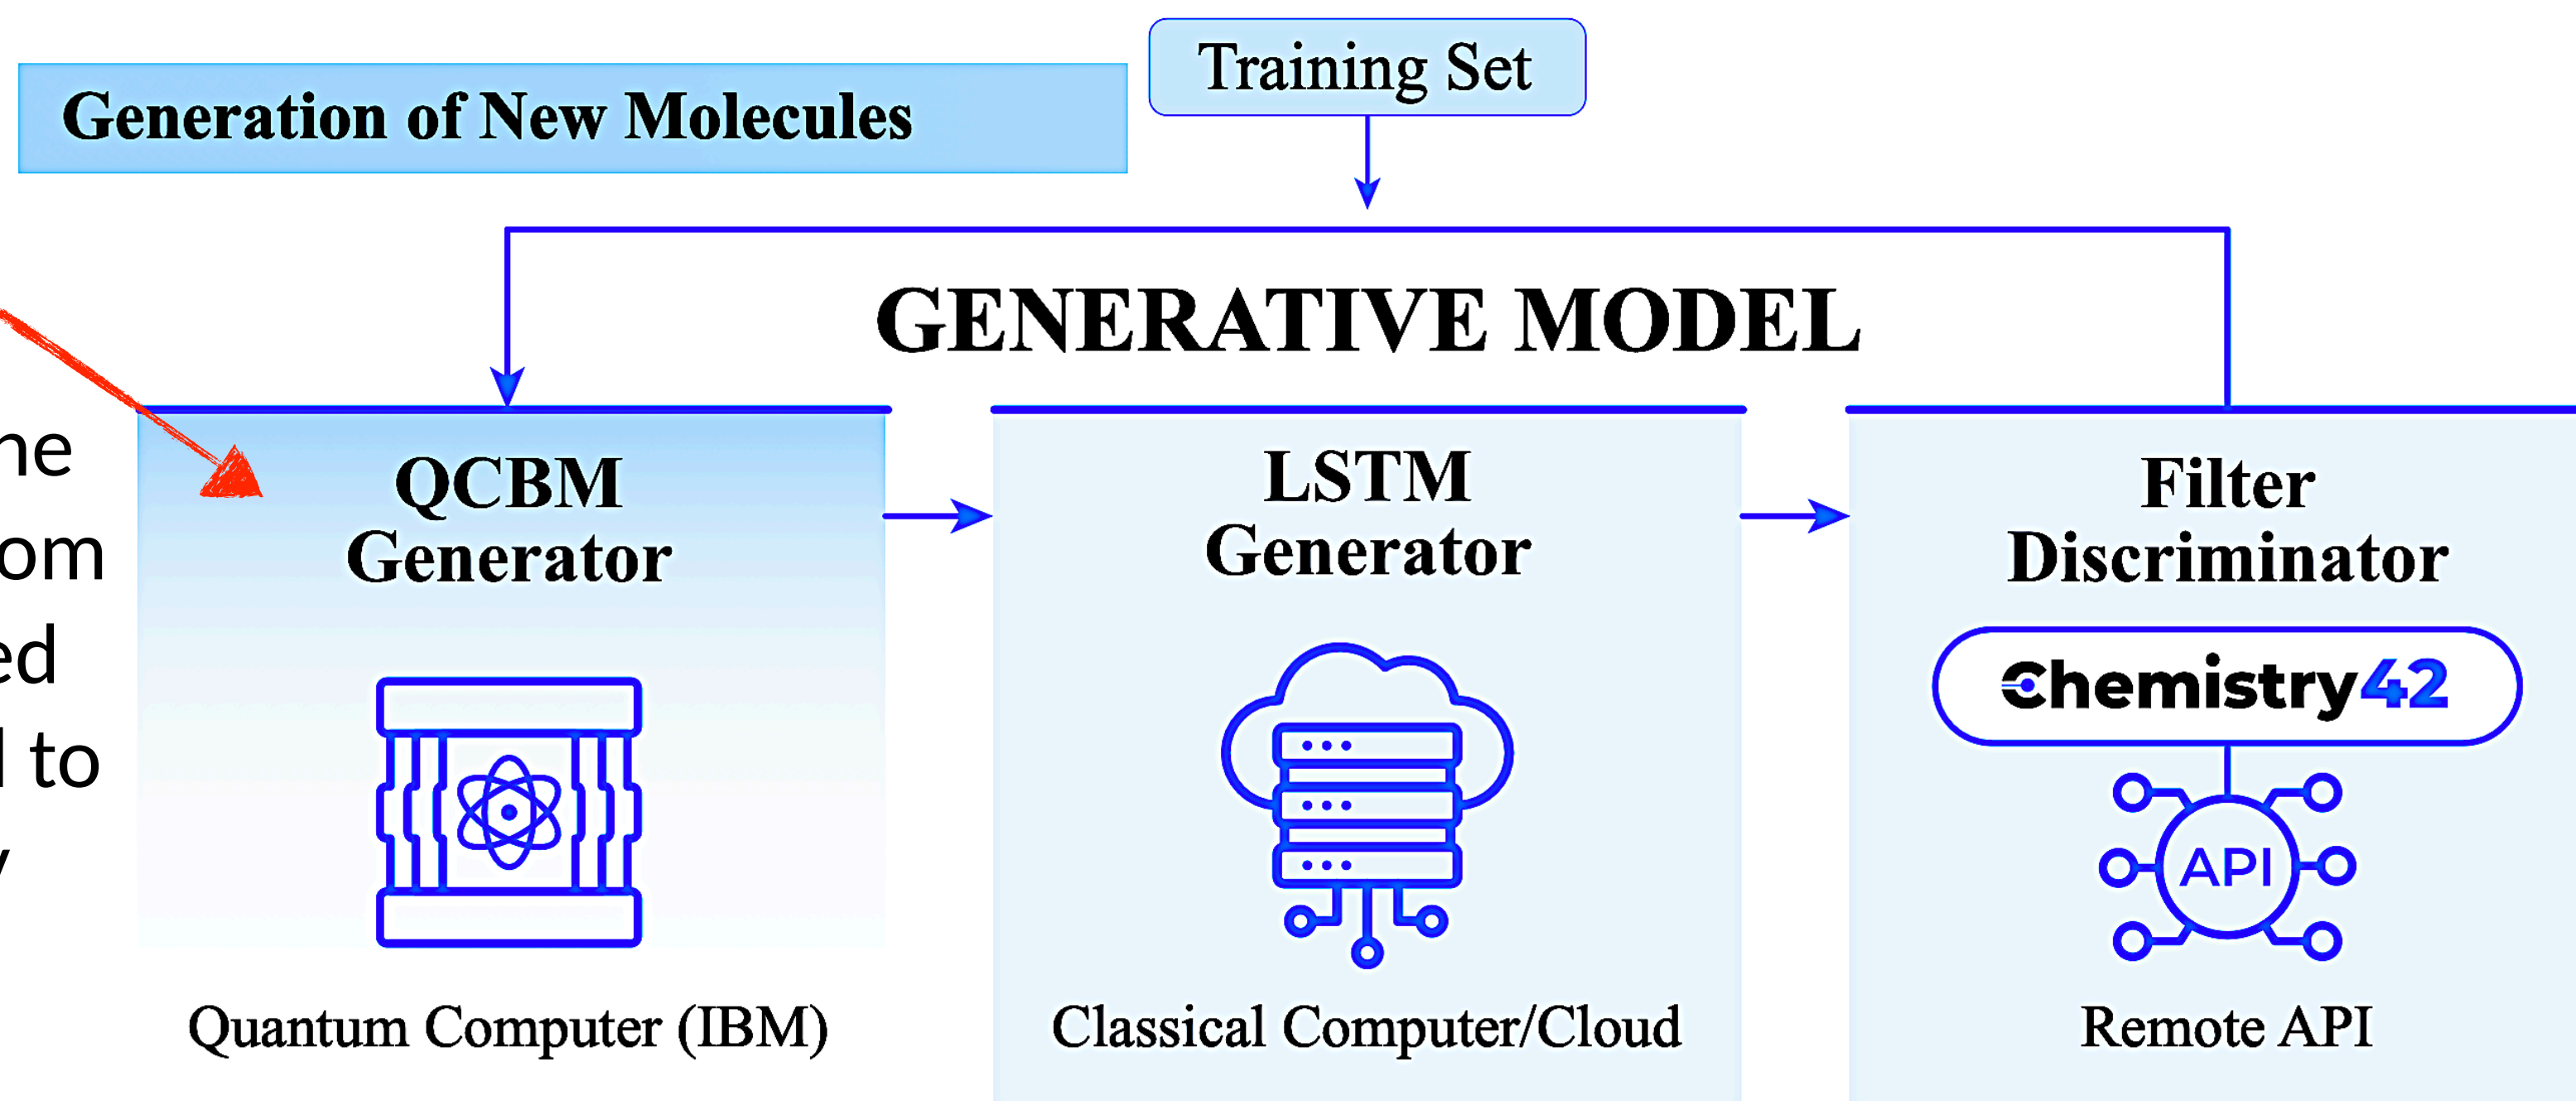 Training Set
Generation of New Molecules
GENERATIVE MODEL
to
QCBM
Generator
Quantum Computer (IBM)
LSTM
Generator
Classical Computer/Cloud
Filter
Discriminator
Chemistry42
API
Remote API